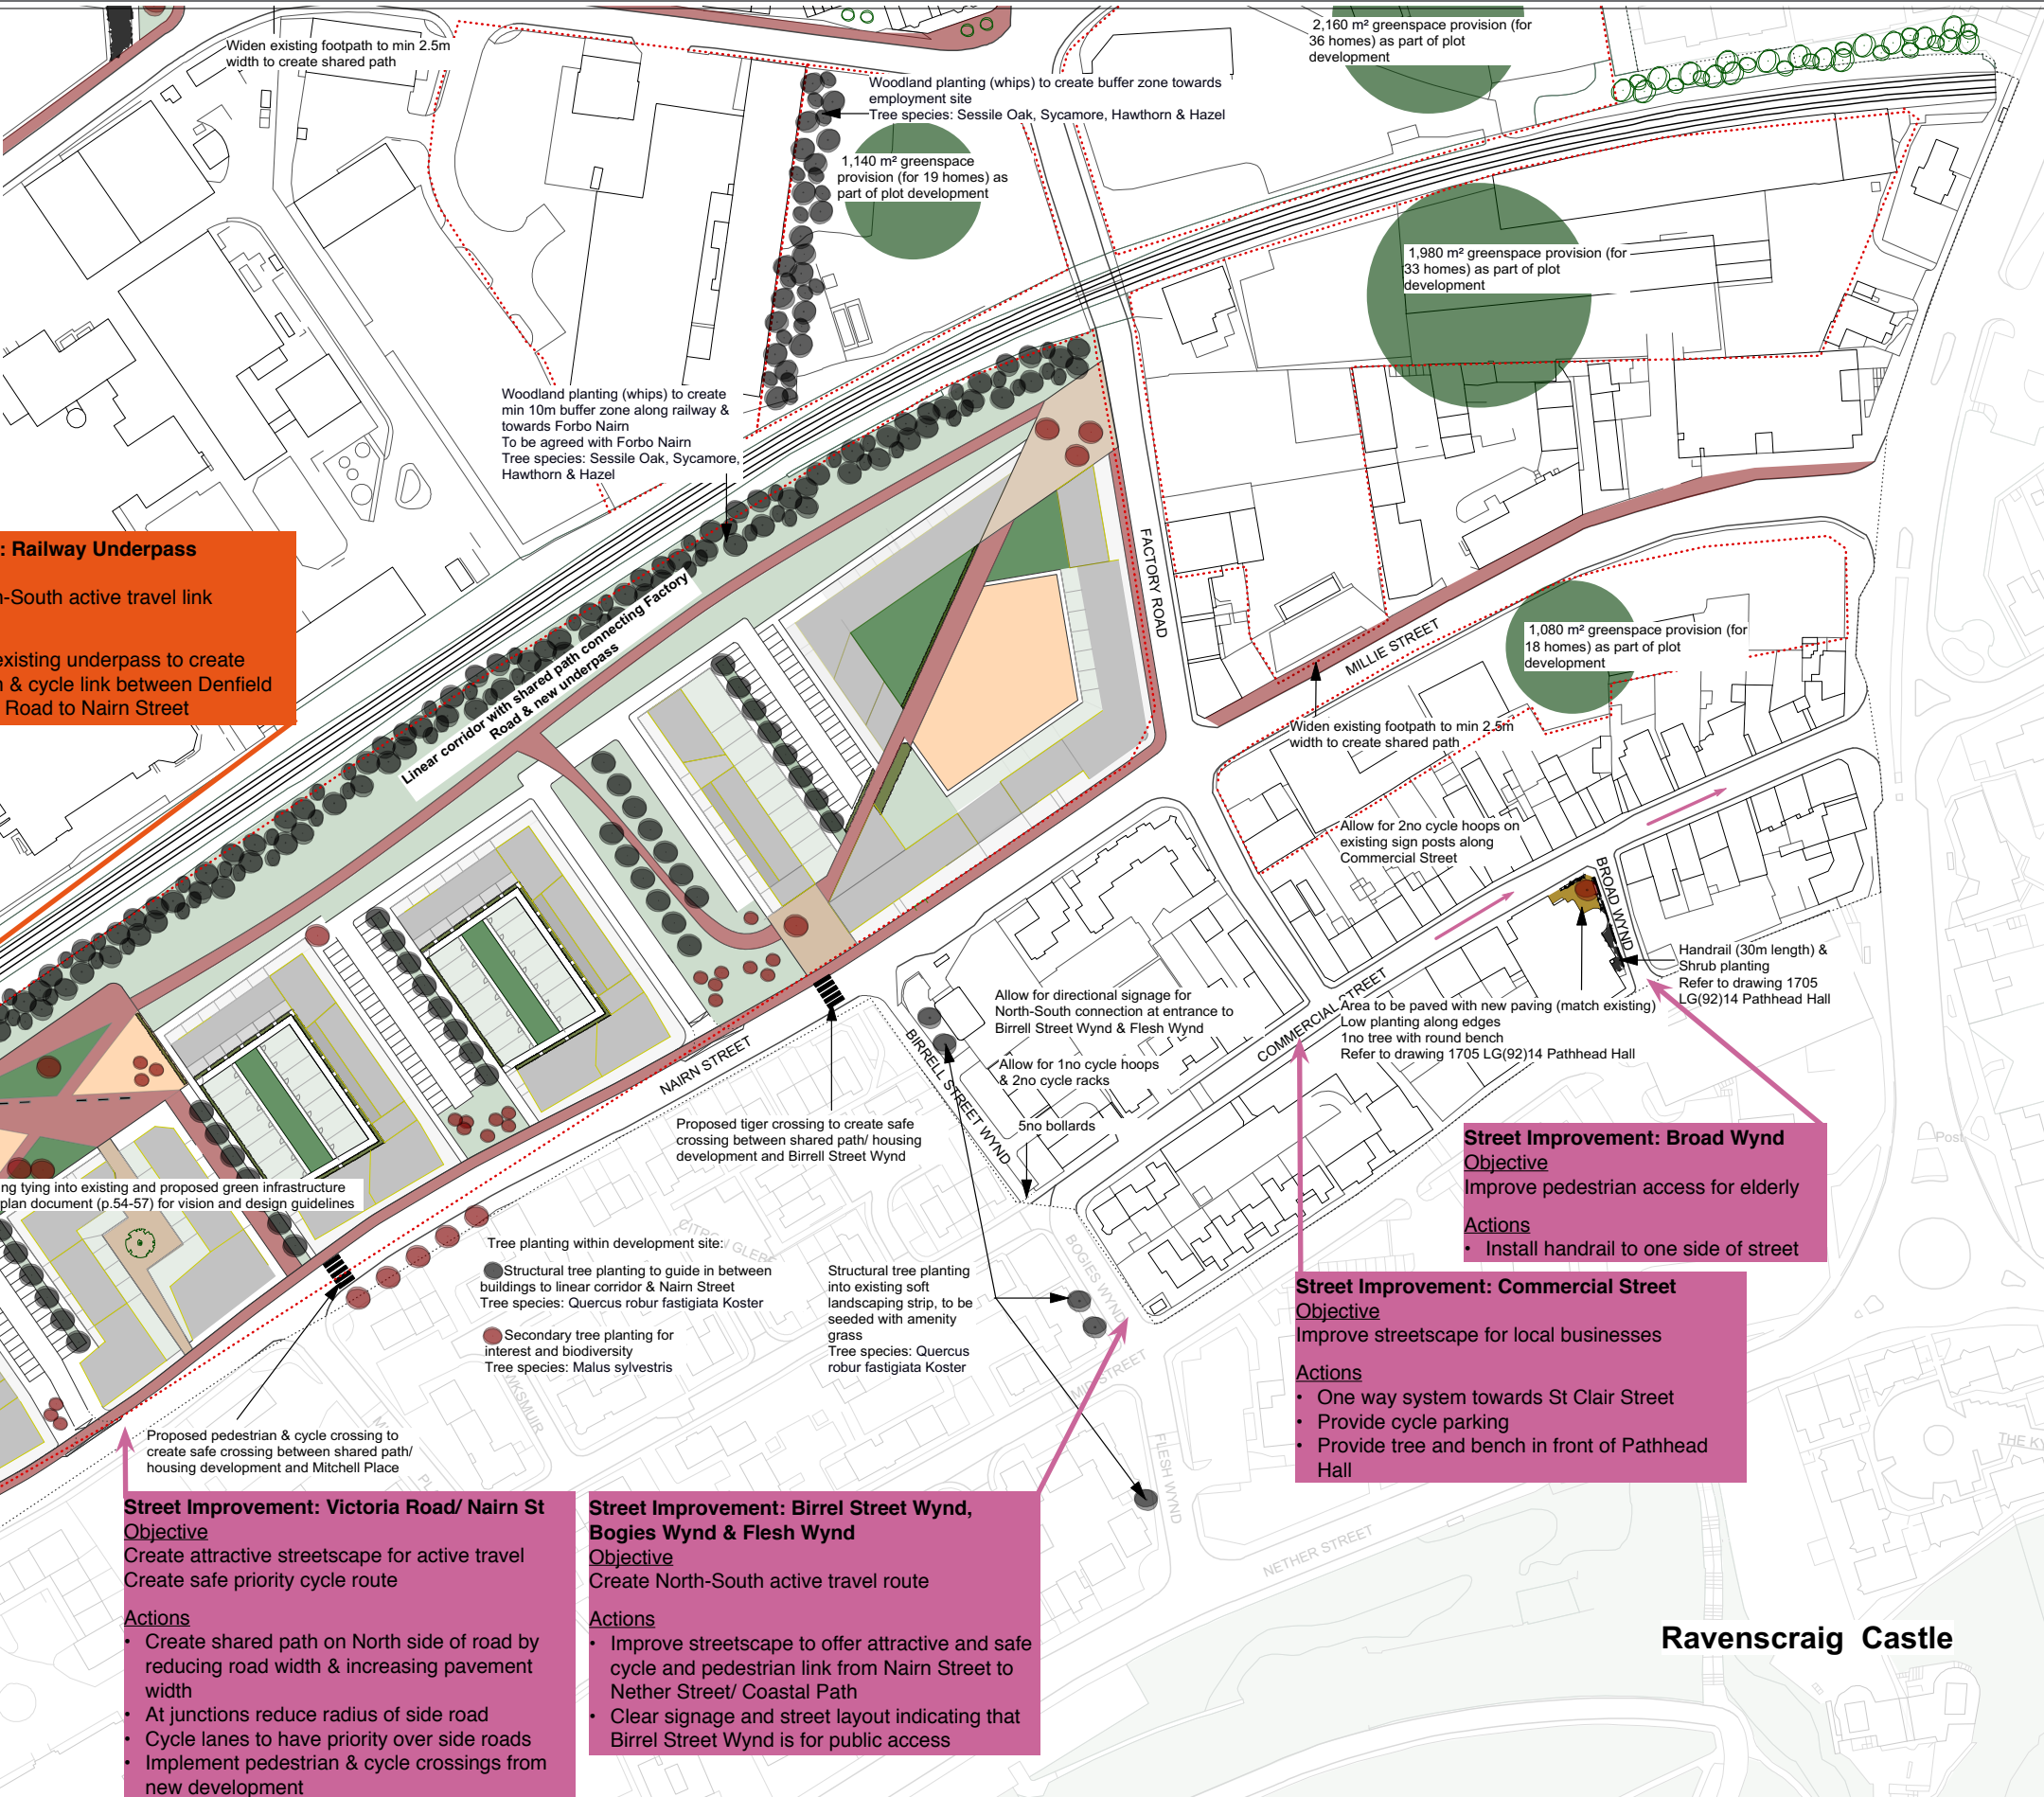 Widen existing footpath to min 2.5m
width to create shared path
2,160 m² greenspace provision (for
36 homes) as part of plot
development
Woodland planting (whips) to create buffer zone towards
employment site
Tree species: Sessile Oak, Sycamore, Hawthorn & Hazel
1,140 m² greenspace
provision (for 19 homes) as
part of plot development
1,980 m² greenspace provision (for
33 homes) as part of plot
development
Woodland planting (whips) to create
min 10m buffer zone along railway &
towards Forbo Nairn
To be agreed with Forbo Nairn
Tree species: Sessile Oak, Sycamore,
Hawthorn & Hazel
: Railway Underpass
-South active travel link
existing underpass to create
& cycle link between Denfield
Road to Nairn Street
Linear corridor with shared path connecting Factory
Road & new underpass
FACTORY ROAD
MILLIE STREET
1,080 m² greenspace provision (for
18 homes) as part of plot
development
Widen existing footpath to min 2.5m
width to create shared path
Allow for 2no cycle hoops on
existing sign posts along
Commercial Street
BROAD WYND
Handrail (30m length) &
Shrub planting
Refer to drawing 1705
LG(92)14 Pathhead Hall
Allow for directional signage for
North-South connection at entrance to
Birrell Street Wynd & Flesh Wynd
COMMERCIAL STREET
Area to be paved with new paving (match existing)
Low planting along edges
1no tree with round bench
Refer to drawing 1705 LG(92)14 Pathhead Hall
Allow for 1no cycle hoops
& 2no cycle racks
NAIRN STREET
BIRRELL STREET WYND
5no bollards
Proposed tiger crossing to create safe
crossing between shared path/ housing
development and Birrell Street Wynd
Street Improvement: Broad Wynd
Objective
Improve pedestrian access for elderly
Actions
• Install handrail to one side of street
Post
ng tying into existing and proposed green infrastructure
plan document (p.54-57) for vision and design guidelines
CITRON GLEBE
BOGIES WYND
Tree planting within development site:
Structural tree planting to guide in between
buildings to linear corridor & Nairn Street
Tree species: Quercus robur fastigiata Koster
Secondary tree planting for
interest and biodiversity
Tree species: Malus sylvestris
Structural tree planting
into existing soft
landscaping strip, to be
seeded with amenity
grass
Tree species: Quercus
robur fastigiata Koster
Street Improvement: Commercial Street
Objective
Improve streetscape for local businesses
Actions
• One way system towards St Clair Street
• Provide cycle parking
• Provide tree and bench in front of Pathhead
Hall
MID STREET
WKSMUIR
FLESH WYND
THE KY
Proposed pedestrian & cycle crossing to
create safe crossing between shared path/
housing development and Mitchell Place
Street Improvement: Victoria Road/ Nairn St
Objective
Create attractive streetscape for active travel
Create safe priority cycle route
Actions
• Create shared path on North side of road by
reducing road width & increasing pavement
width
• At junctions reduce radius of side road
• Cycle lanes to have priority over side roads
• Implement pedestrian & cycle crossings from
new development
Street Improvement: Birrel Street Wynd,
Bogies Wynd & Flesh Wynd
Objective
Create North-South active travel route
Actions
• Improve streetscape to offer attractive and safe
cycle and pedestrian link from Nairn Street to
Nether Street/ Coastal Path
• Clear signage and street layout indicating that
Birrel Street Wynd is for public access
NETHER STREET
Ravenscraig Castle